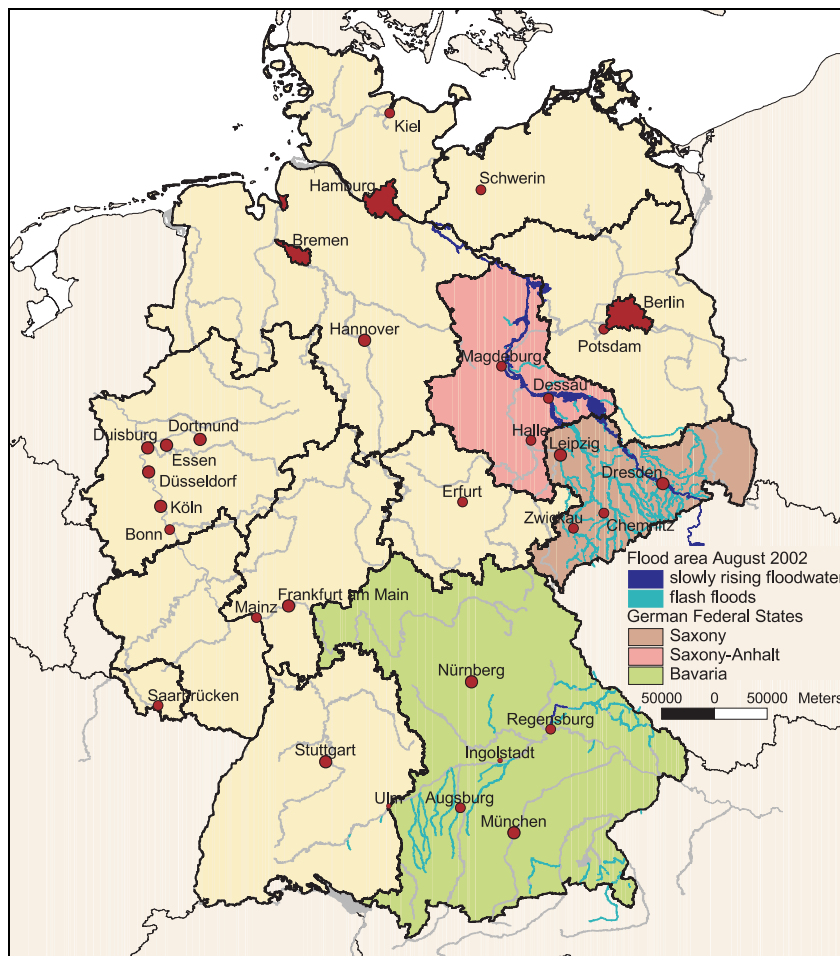 Kiel
Schwerin
Hamburg
Bremen
Berlin
Hannover
Potsdam
Magdeburg
Dessau
Dortmund
Duisburg
Halle
Leipzig
Essen
Düsseldorf
Dresden
Erfurt
Köln
Zwickau
Chemnitz
Bonn
Flood area August 2002
slowly rising floodwater
flash floods
German Federal States
Saxony
Saxony-Anhalt
Bavaria
50000 0 50000 Meters
Frankfurt am Main
Mainz
Nürnberg
Saarbrücken
Regensburg
Stuttgart
Ingolstadt
Ulm
Augsburg
München